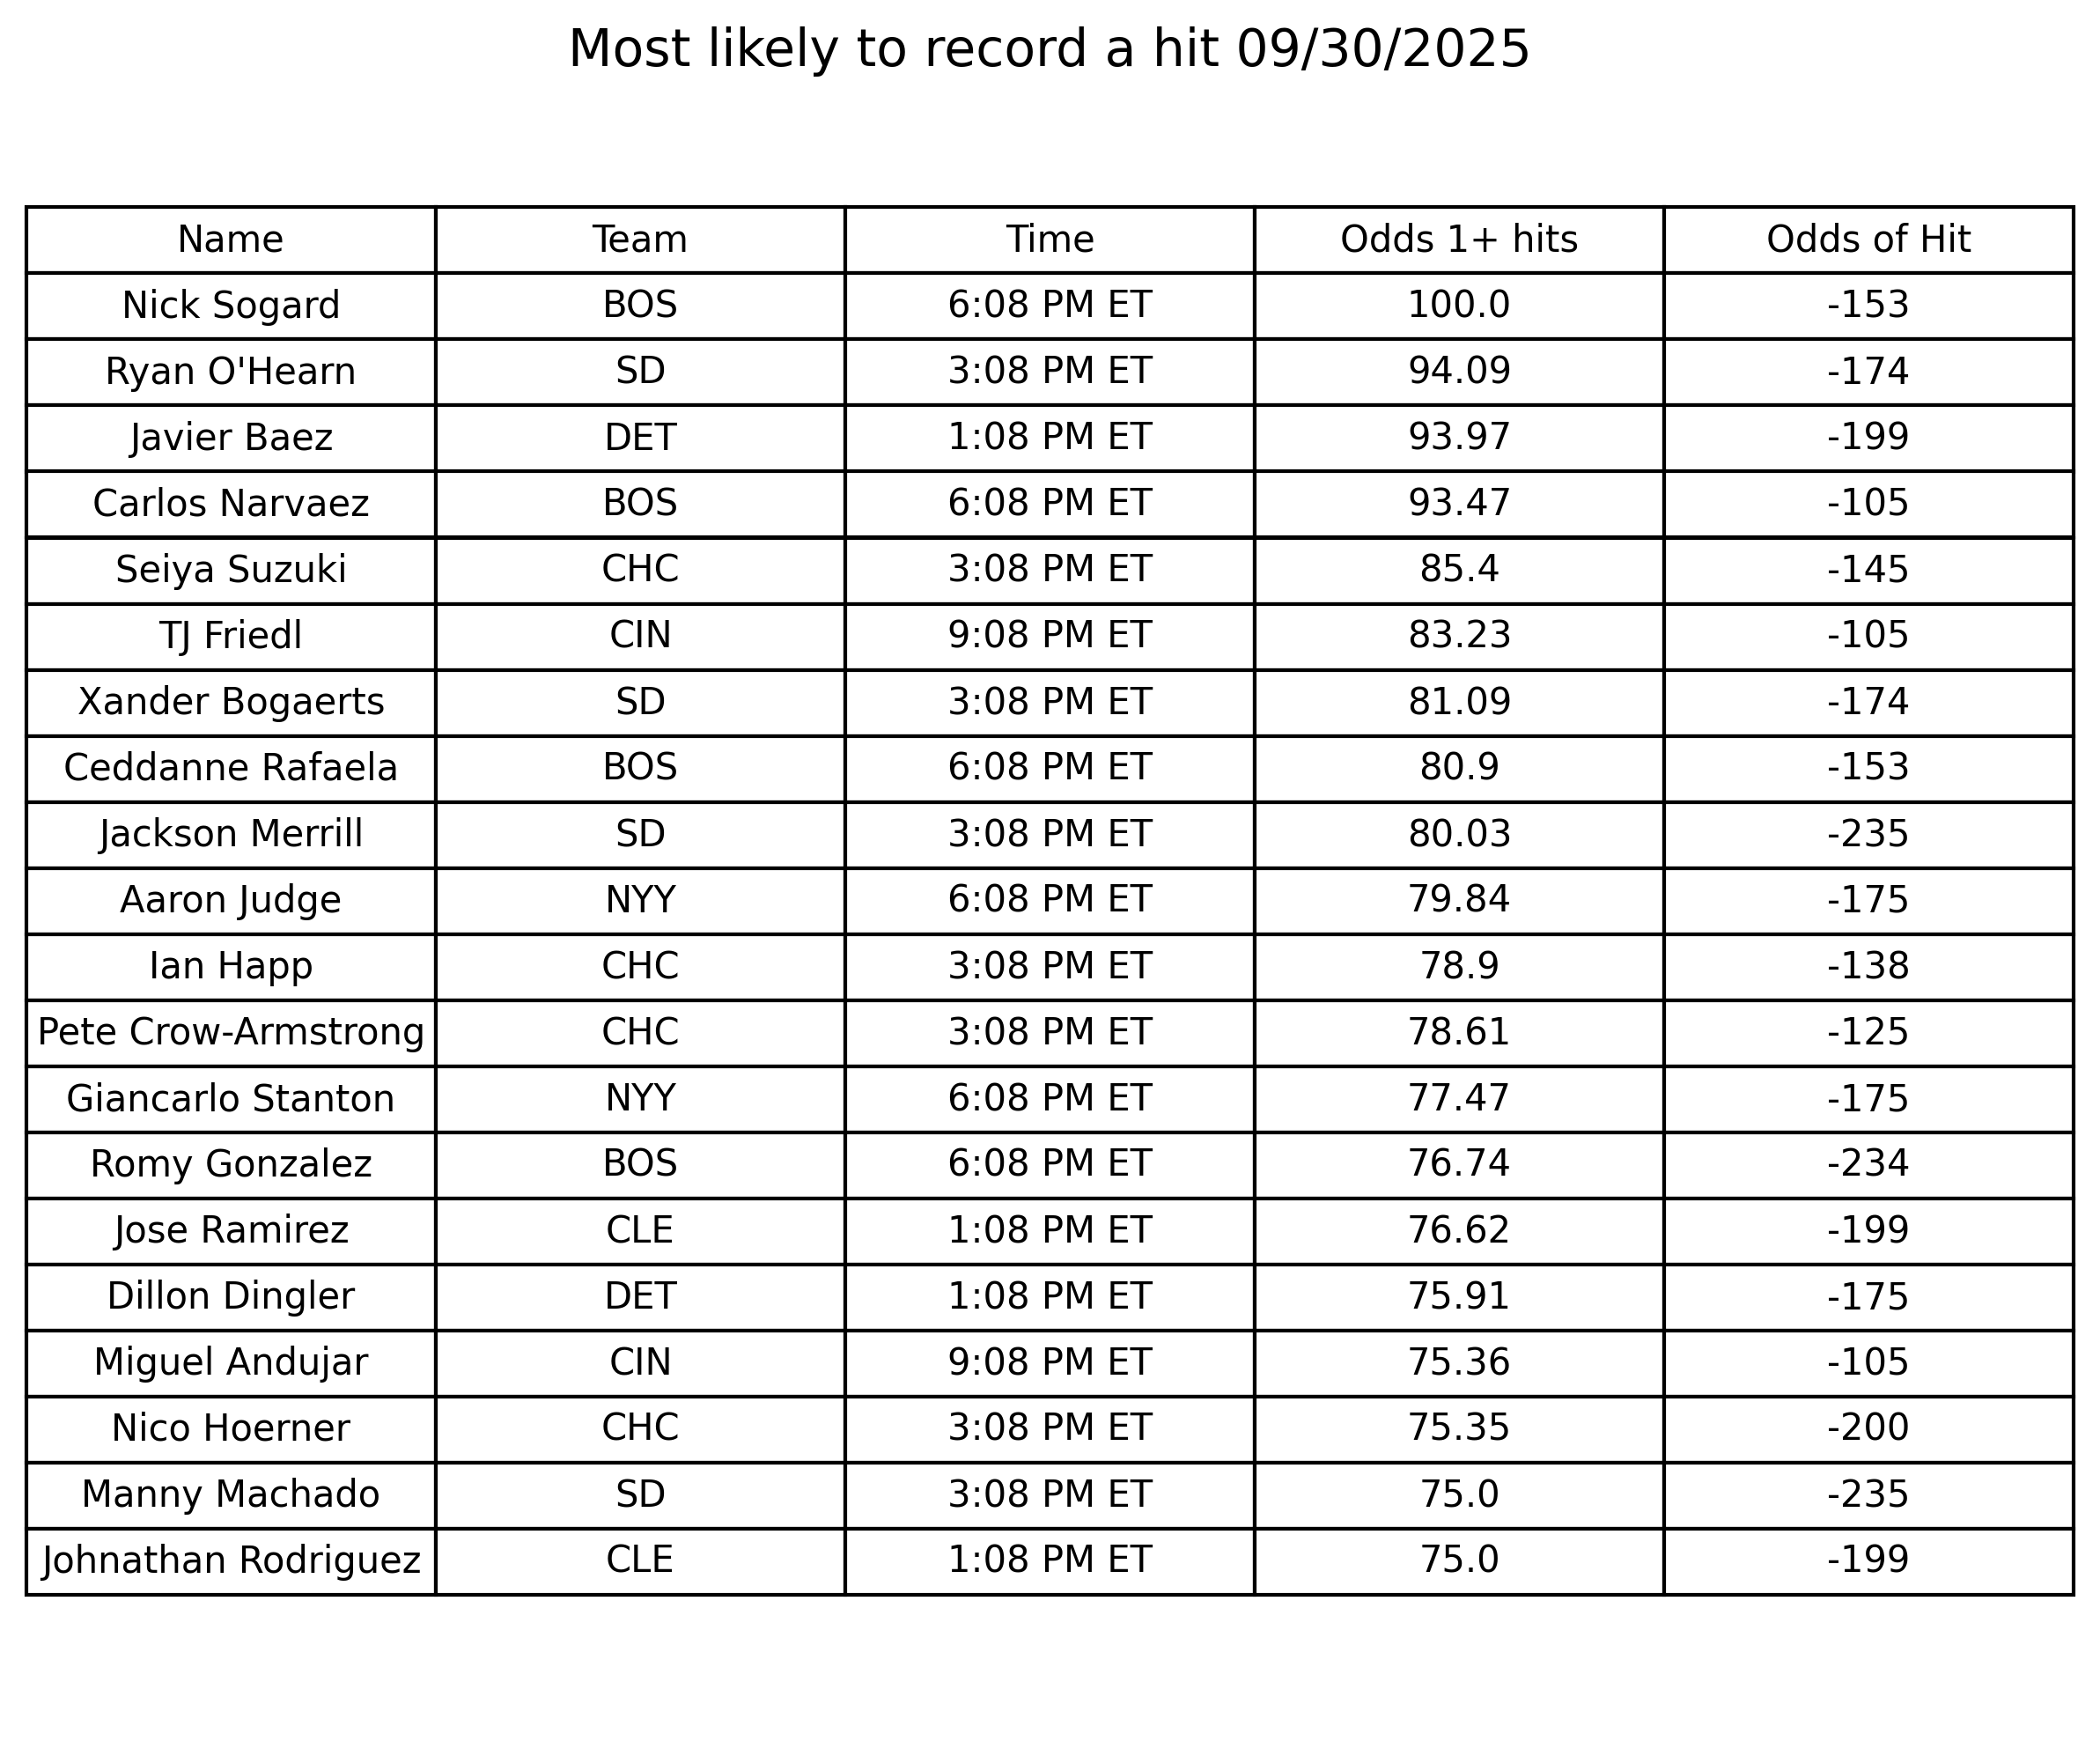 Most likely to record a hit 09/30/2025
Name Team Time Odds 1+ hits Odds of Hit
Nick Sogard BOS 6:08 PM ET 100.0 -153
Ryan O'Hearn SD 3:08 PM ET 94.09 -174
Javier Baez DET 1:08 PM ET 93.97 -199
Carlos Narvaez BOS 6:08 PM ET 93.47 -105
Seiya Suzuki CHC 3:08 PM ET 85.4 -145
TJ Friedl CIN 9:08 PM ET 83.23 -105
Xander Bogaerts SD 3:08 PM ET 81.09 -174
Ceddanne Rafaela BOS 6:08 PM ET 80.9 -153
Jackson Merrill SD 3:08 PM ET 80.03 -235
Aaron Judge NYY 6:08 PM ET 79.84 -175
Ian Happ CHC 3:08 PM ET 78.9 -138
Pete Crow-Armstrong CHC 3:08 PM ET 78.61 -125
Giancarlo Stanton NYY 6:08 PM ET 77.47 -175
Romy Gonzalez BOS 6:08 PM ET 76.74 -234
Jose Ramirez CLE 1:08 PM ET 76.62 -199
Dillon Dingler DET 1:08 PM ET 75.91 -175
Miguel Andujar CIN 9:08 PM ET 75.36 -105
Nico Hoerner CHC 3:08 PM ET 75.35 -200
Manny Machado SD 3:08 PM ET 75.0 -235
Johnathan Rodriguez CLE 1:08 PM ET 75.0 -199